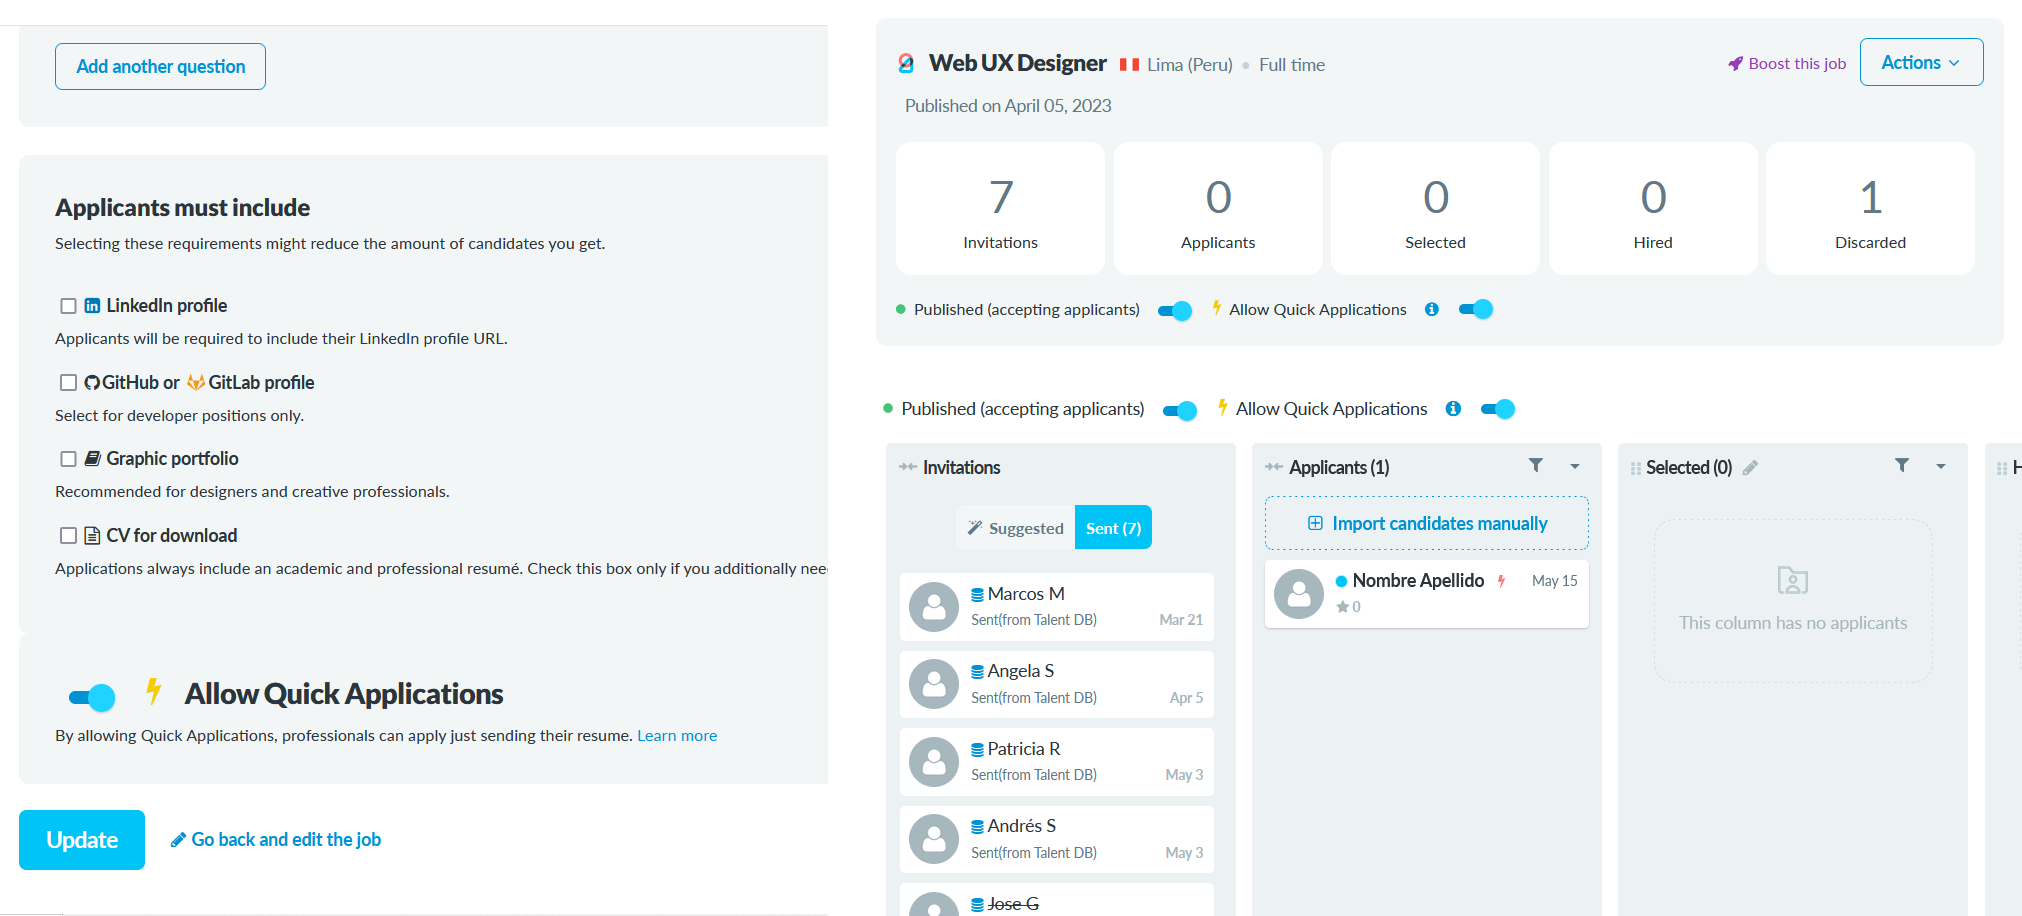 Add another question
Applicants must include
Selecting these requirements might reduce the amount of candidates you get.
LinkedIn profile
Applicants will be required to include their LinkedIn profile URL.
GitHub or GitLab profile
Select for developer positions only.
Graphic portfolio
Recommended for designers and creative professionals.
CV for download
Applications always include an academic and professional resumé. Check this box only if you additionally nee
Allow Quick Applications
By allowing Quick Applications, professionals can apply just sending their resume. Learn more
Update
Go back and edit the job
Web UX Designer Lima (Peru) Full time
Boost this job
Actions
Published on April 05, 2023
7
Invitations
0
Applicants
0
Selected
0
Hired
1
Discarded
Published (accepting applicants)
Allow Quick Applications
Published (accepting applicants)
Allow Quick Applications
Invitations
Suggested
Sent (7)
Marcos M
Sent(from Talent DB) Mar 21
Angela S
Sent(from Talent DB) Apr 5
Patricia R
Sent(from Talent DB) May 3
Andrés S
Sent(from Talent DB) May 3
Jose G
Applicants (1)
Import candidates manually
Nombre Apellido May 15
0
Selected (0)
This column has no applicants
H